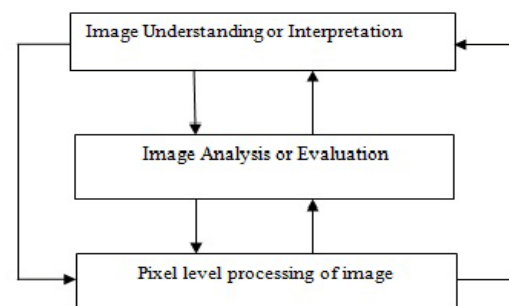 Image Understanding or Interpretation
Image Analysis or Evaluation
Pixel level processing of image